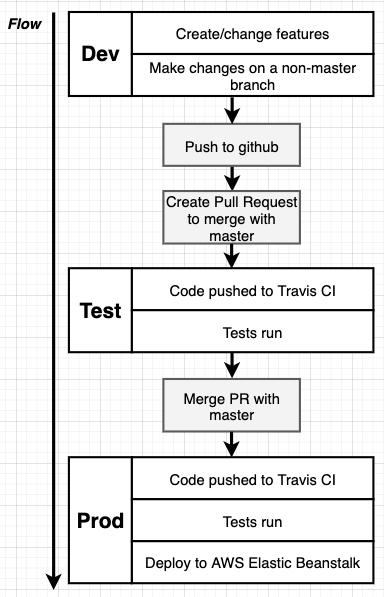 Flow
Dev
Create/change features
Make changes on a non-master
branch
Push to github
Create Pull Request
to merge with
master
Test
Code pushed to Travis CI
Tests run
Merge PR with
master
Prod
Code pushed to Travis CI
Tests run
Deploy to AWS Elastic Beanstalk